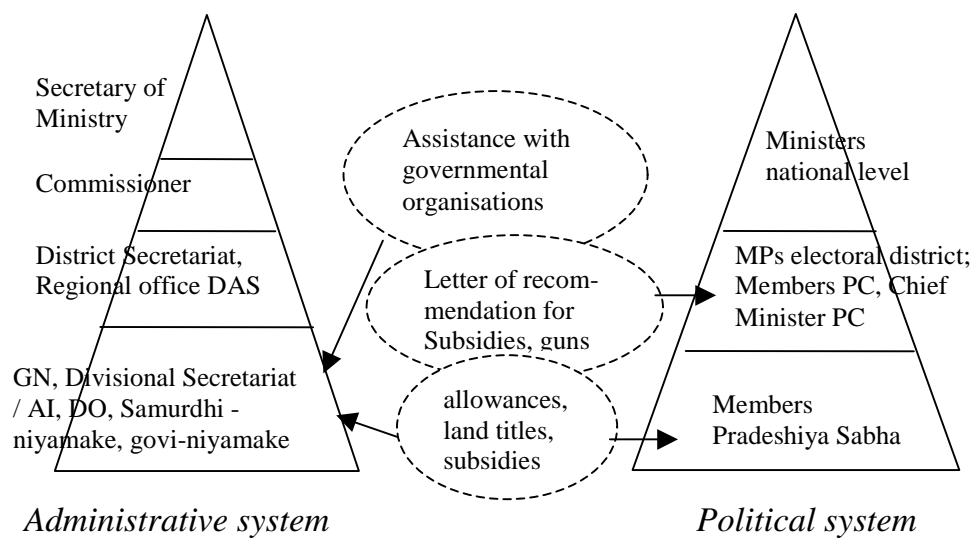 Secretary of
Ministry
Commissioner
District Secretariat,
Regional office DAS
GN, Divisional Secretariat
/ AI, DO, Samurdhi -
niyamake, govi-niyamake
Administrative system
Assistance with
governmental
organisations
Letter of recom-
mendation for
Subsidies, guns
allowances,
land titles,
subsidies
Ministers
national level
MPs electoral district;
Members PC, Chief
Minister PC
Members
Pradeshiya Sabha
Political system